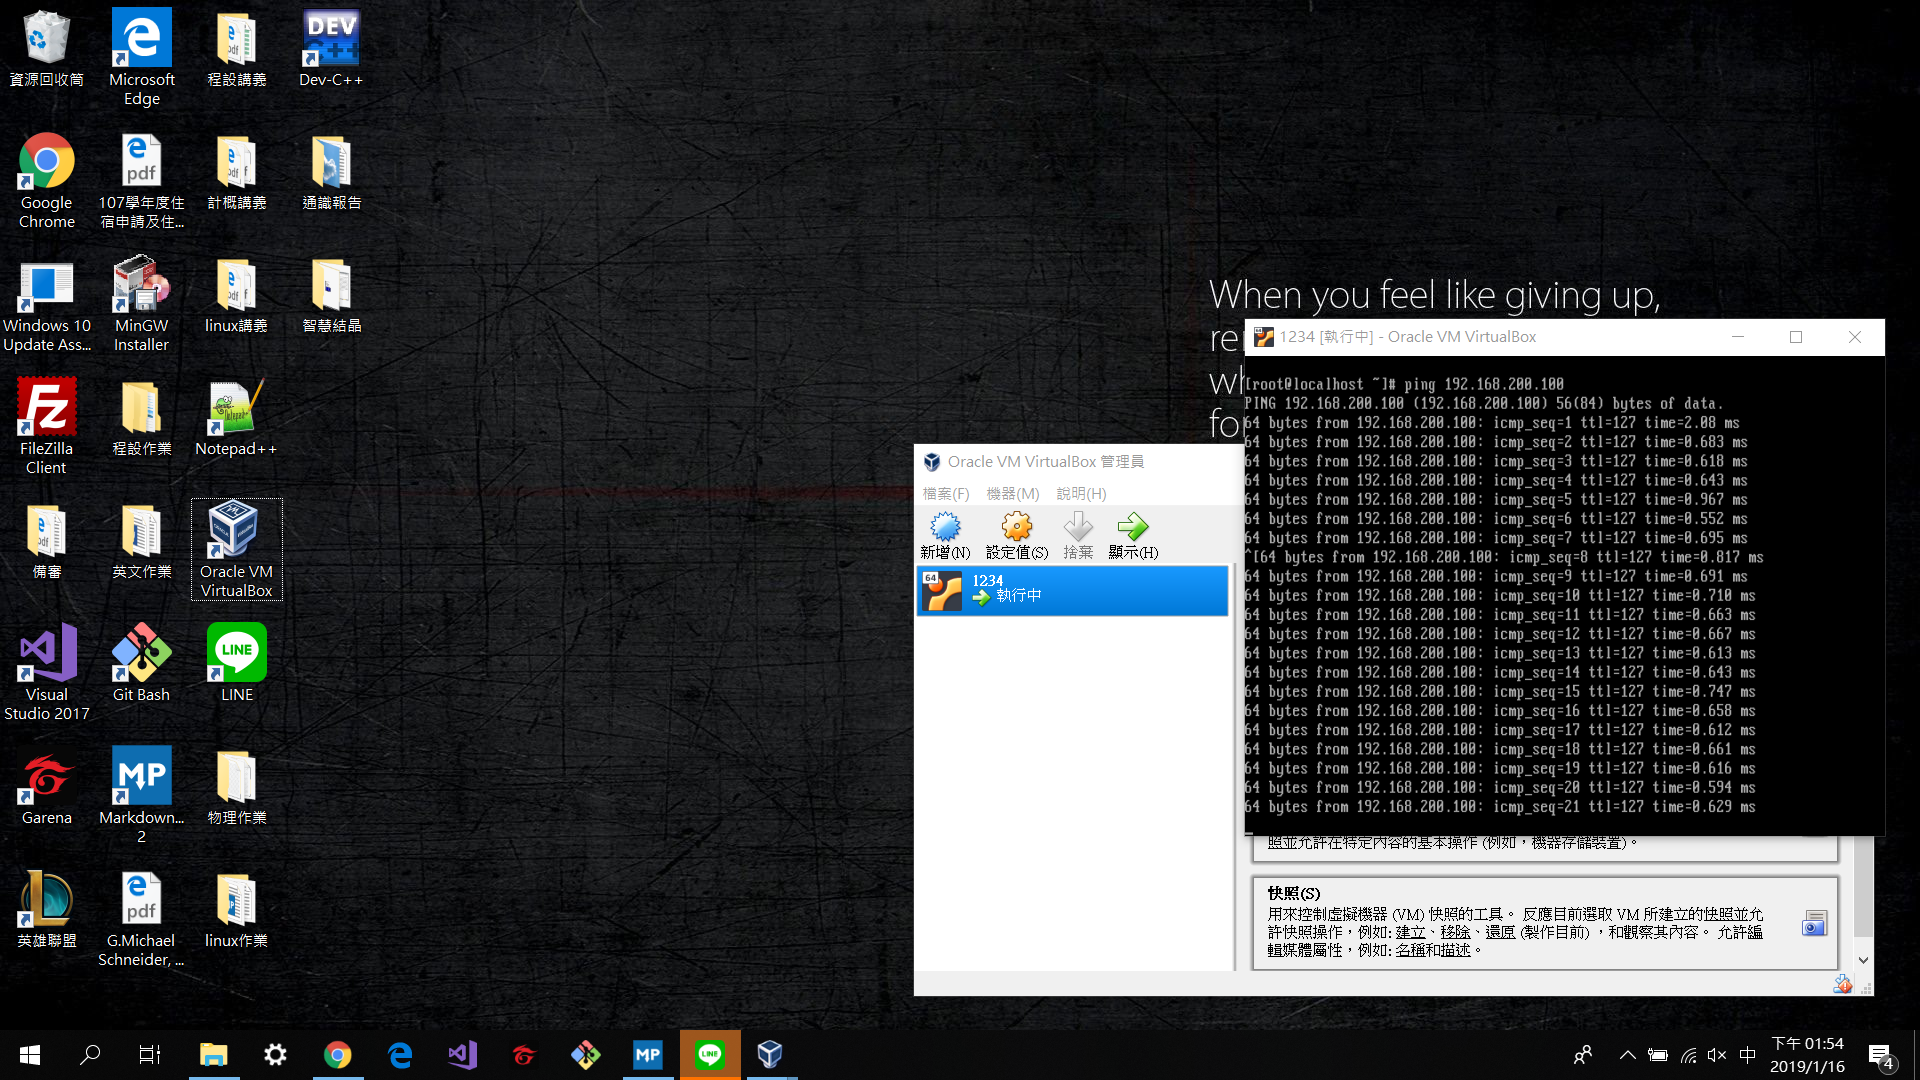 資源回收筒
Microsoft
Edge
程設講義
DEV
C++
Dev-C++
Google
Chrome
pdf
107學年度住
宿申請及住...
計概講義
通識報告
Windows 10
Update Ass...
MinGW
Installer
linux講義
智慧結晶
FileZilla
Client
程設作業
Notepad++
備審
英文作業
Oracle VM
VirtualBox
Visual
Studio 2017
Git Bash
LINE
LINE
Garena
MP
Markdown...
2
物理作業
英雄聯盟
pdf
G.Michael
Schneider, ...
linux作業
When you feel like giving up,
1234 [執行中] - Oracle VM VirtualBox
[root@localhost ~]# ping 192.168.200.100
PING 192.168.200.100 (192.168.200.100) 56(84) bytes of data.
64 bytes from 192.168.200.100: icmp_seq=1 ttl=127 time=2.08 ms
64 bytes from 192.168.200.100: icmp_seq=2 ttl=127 time=0.683 ms
64 bytes from 192.168.200.100: icmp_seq=3 ttl=127 time=0.618 ms
64 bytes from 192.168.200.100: icmp_seq=4 ttl=127 time=0.643 ms
64 bytes from 192.168.200.100: icmp_seq=5 ttl=127 time=0.967 ms
64 bytes from 192.168.200.100: icmp_seq=6 ttl=127 time=0.552 ms
64 bytes from 192.168.200.100: icmp_seq=7 ttl=127 time=0.695 ms
^[64 bytes from 192.168.200.100: icmp_seq=8 ttl=127 time=0.817 ms
64 bytes from 192.168.200.100: icmp_seq=9 ttl=127 time=0.691 ms
64 bytes from 192.168.200.100: icmp_seq=10 ttl=127 time=0.710 ms
64 bytes from 192.168.200.100: icmp_seq=11 ttl=127 time=0.663 ms
64 bytes from 192.168.200.100: icmp_seq=12 ttl=127 time=0.667 ms
64 bytes from 192.168.200.100: icmp_seq=13 ttl=127 time=0.613 ms
64 bytes from 192.168.200.100: icmp_seq=14 ttl=127 time=0.643 ms
64 bytes from 192.168.200.100: icmp_seq=15 ttl=127 time=0.747 ms
64 bytes from 192.168.200.100: icmp_seq=16 ttl=127 time=0.658 ms
64 bytes from 192.168.200.100: icmp_seq=17 ttl=127 time=0.612 ms
64 bytes from 192.168.200.100: icmp_seq=18 ttl=127 time=0.661 ms
64 bytes from 192.168.200.100: icmp_seq=19 ttl=127 time=0.616 ms
64 bytes from 192.168.200.100: icmp_seq=20 ttl=127 time=0.594 ms
64 bytes from 192.168.200.100: icmp_seq=21 ttl=127 time=0.629 ms
Oracle VM VirtualBox 管理員
檔案(F) 機器(M) 說明(H)
新增(N) 設定值(S) 捨棄 顯示(H)
64
1234
執行中
照並允許在特定內容的基本操作 (例如，機器存儲裝置)。
快照(S)
用來控制虛擬機器 (VM) 快照的工具。 反應目前選取 VM 所建立的快照並允
許快照操作，例如: 建立、移除、還原 (製作目前) ，和觀察其內容。 允許編
輯媒體屬性，例如: 名稱和描述。
MP
LINE
中
下午 01:54
2019/1/16
4